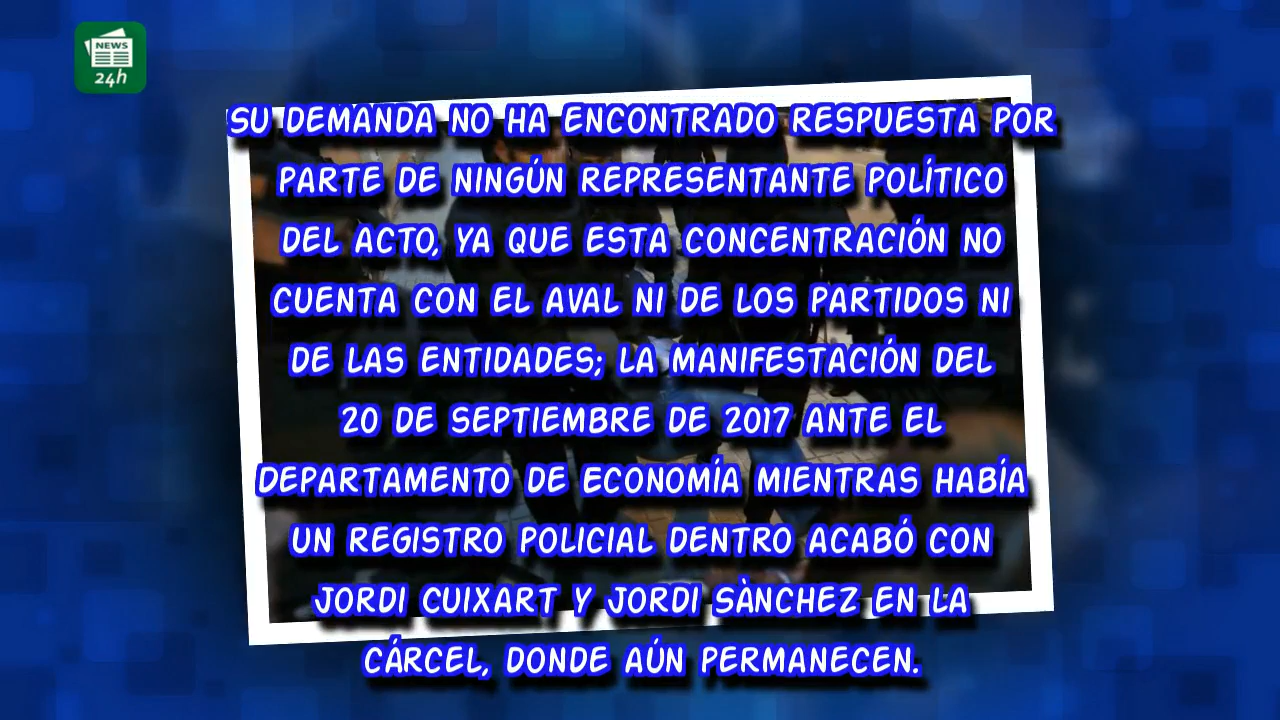 NEWS
24h
SU DEMANDA NO HA ENCONTRADO RESPUESTA POR
PARTE DE NINGÚN REPRESENTANTE POLÍTICO
DEL ACTO, YA QUE ESTA CONCENTRACIÓN NO
CUENTA CON EL AVAL NI DE LOS PARTIDOS NI
DE LAS ENTIDADES; LA MANIFESTACIÓN DEL
20 DE SEPTIEMBRE DE 2017 ANTE EL
DEPARTAMENTO DE ECONOMÍA MIENTRAS HABÍA
UN REGISTRO POLICIAL DENTRO ACABÓ CON
JORDI CUIXART Y JORDI SÀNCHEZ EN LA
CÁRCEL, DONDE AÚN PERMANECEN.